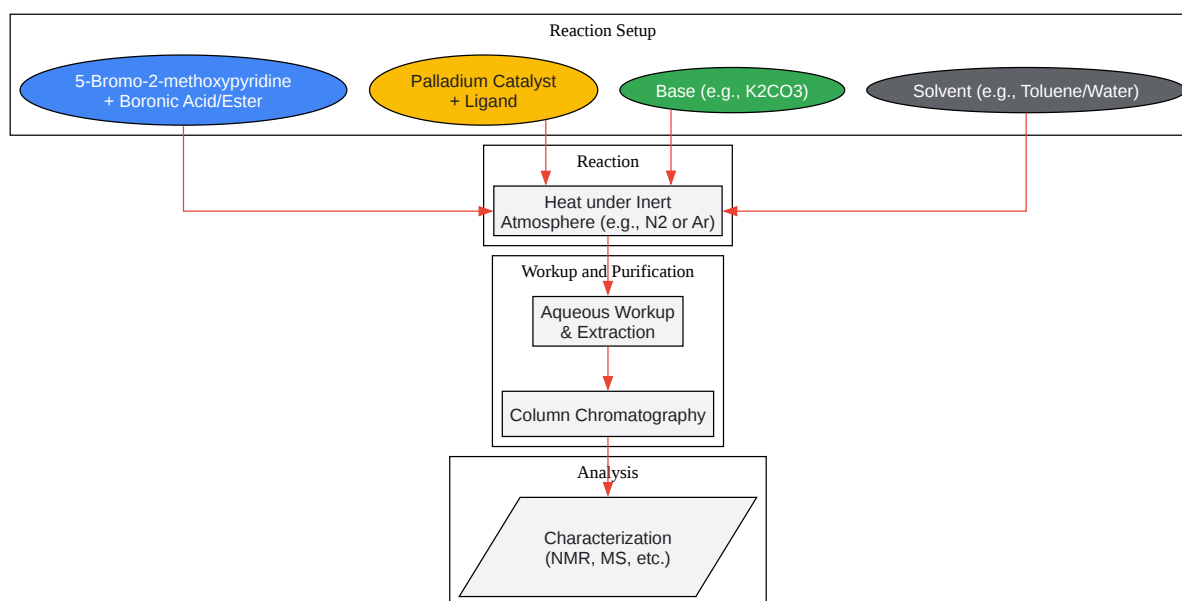 Reaction Setup
5-Bromo-2-methoxypyridine
+ Boronic Acid/Ester
Palladium Catalyst
+ Ligand
Base (e.g., K2CO3)
Solvent (e.g., Toluene/Water)
Reaction
Heat under Inert
Atmosphere (e.g., N2 or Ar)
Workup and Purification
Aqueous Workup
& Extraction
Column Chromatography
Analysis
Characterization
(NMR, MS, etc.)